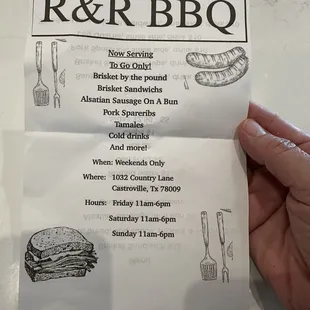 R&R BBQ
Now Serving
To Go Only!
Brisket by the pound
Brisket Sandwichs
Alsatian Sausage On A Bun
Pork Spareribs
Tamales
Cold drinks
And more!
When: Weekends Only
Where: 1032 Country Lane
Castroville, Tx 78009
Hours: Friday 11am-6pm
Saturday 11am-6pm
Sunday 11am-6pm